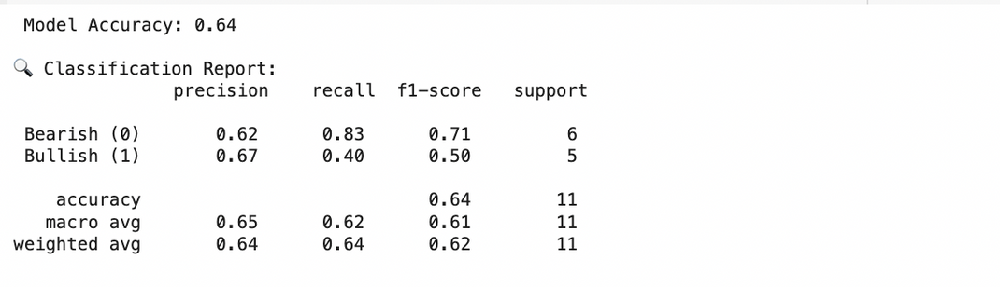 Model Accuracy: 0.64
🔍 Classification Report:
precision recall f1-score support
Bearish (0) 0.62 0.83 0.71 6
Bullish (1) 0.67 0.40 0.50 5
accuracy 0.64 11
macro avg 0.65 0.62 0.61 11
weighted avg 0.64 0.64 0.62 11